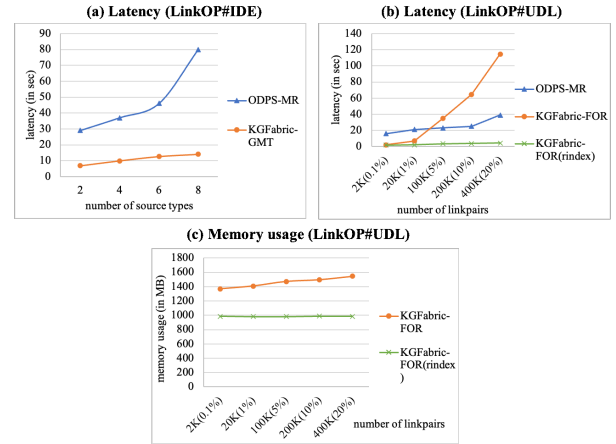 (a) Latency (LinkOP#IDE)
90
80
70
60
50
40
30
20
10
0
latency (in sec)
2 4 6 8
number of source types
ODPS-MR
KGFabric-
GMT
(b) Latency (LinkOP#UDL)
140
120
100
80
60
40
20
0
latency (in sec)
2K(0.1%) 20K(1%) 100K(5%) 200K(10%) 400K(20%)
number of linkpairs
ODPS-MR
KGFabric-FOR
KGFabric-
FOR(rindex)
(c) Memory usage (LinkOP#UDL)
1800
1600
1400
1200
1000
800
600
400
200
0
memory usage (in MB)
2K(0.1%) 20K(1%) 100K(5%) 200K(10%) 400K(20%)
number of linkpairs
KGFabric-
FOR
KGFabric-
FOR(rindex
)